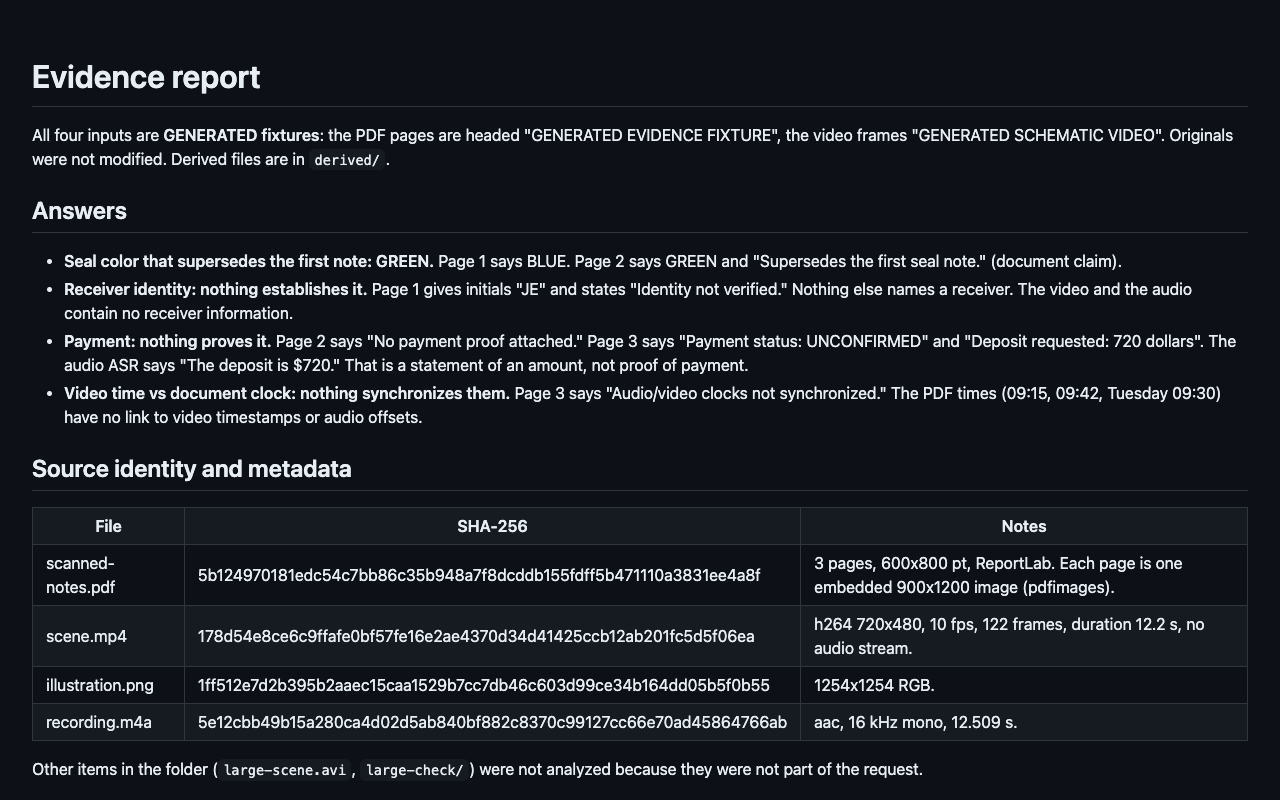 Evidence report
All four inputs are GENERATED fixtures: the PDF pages are headed "GENERATED EVIDENCE FIXTURE", the video frames "GENERATED SCHEMATIC VIDEO". Originals
were not modified. Derived files are in derived/.
Answers
• Seal color that supersedes the first note: GREEN. Page 1 says BLUE. Page 2 says GREEN and "Supersedes the first seal note." (document claim).
• Receiver identity: nothing establishes it. Page 1 gives initials "JE" and states "Identity not verified." Nothing else names a receiver. The video and the audio
contain no receiver information.
• Payment: nothing proves it. Page 2 says "No payment proof attached." Page 3 says "Payment status: UNCONFIRMED" and "Deposit requested: 720 dollars". The
audio ASR says "The deposit is $720." That is a statement of an amount, not proof of payment.
• Video time vs document clock: nothing synchronizes them. Page 3 says "Audio/video clocks not synchronized." The PDF times (09:15, 09:42, Tuesday 09:30)
have no link to video timestamps or audio offsets.
Source identity and metadata
File SHA-256 Notes
scanned-
notes.pdf
5b124970181edc54c7bb86c35b948a7f8dcddb155fdff5b471110a3831ee4a8f
3 pages, 600x800 pt, ReportLab. Each page is one
embedded 900x1200 image (pdfimages).
scene.mp4
178d54e8ce6c9ffafe0bf57fe16e2ae4370d34d41425ccb12ab201fc5d5f06ea
h264 720x480, 10 fps, 122 frames, duration 12.2 s, no
audio stream.
illustration.png 1ff512e7d2b395b2aaec15caa1529b7cc7db46c603d99ce34b164dd05b5f0b55 1254x1254 RGB.
recording.m4a 5e12cbb49b15a280ca4d02d5ab840bf882c8370c99127cc66e70ad45864766ab aac, 16 kHz mono, 12.509 s.
Other items in the folder ( large-scene.avi , large-check/ ) were not analyzed because they were not part of the request.